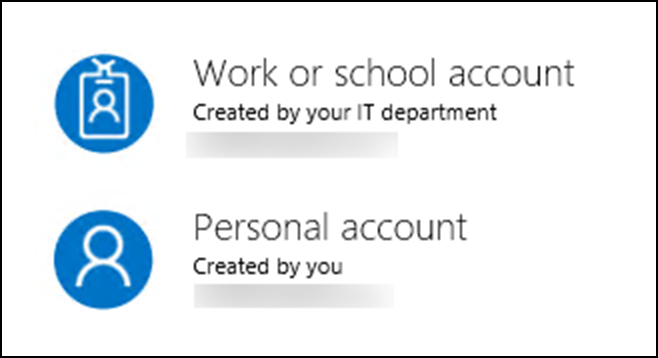 Work or school account
Created by your IT department
Personal account
Created by you